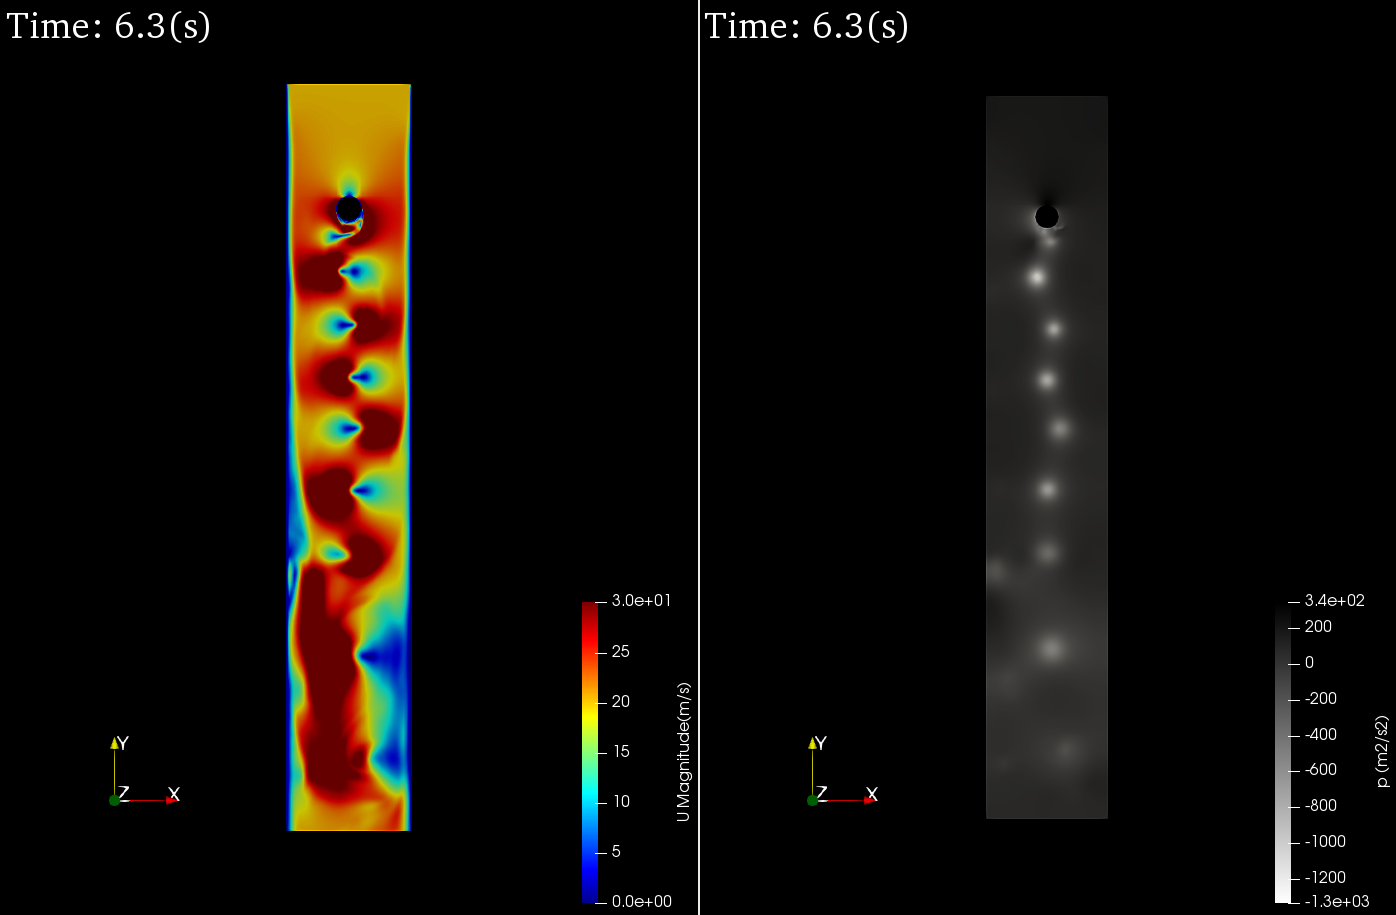 Time: 6.3(s)
Time: 6.3(s)
3.0e+01
25
20
15
10
5
0.0e+00
U Magnitude(m/s)
Y
Z
X
3.4e+02
200
0
-200
-400
-600
-800
-1000
-1200
-1.3e+03
p (m2/s2)
Y
Z
X